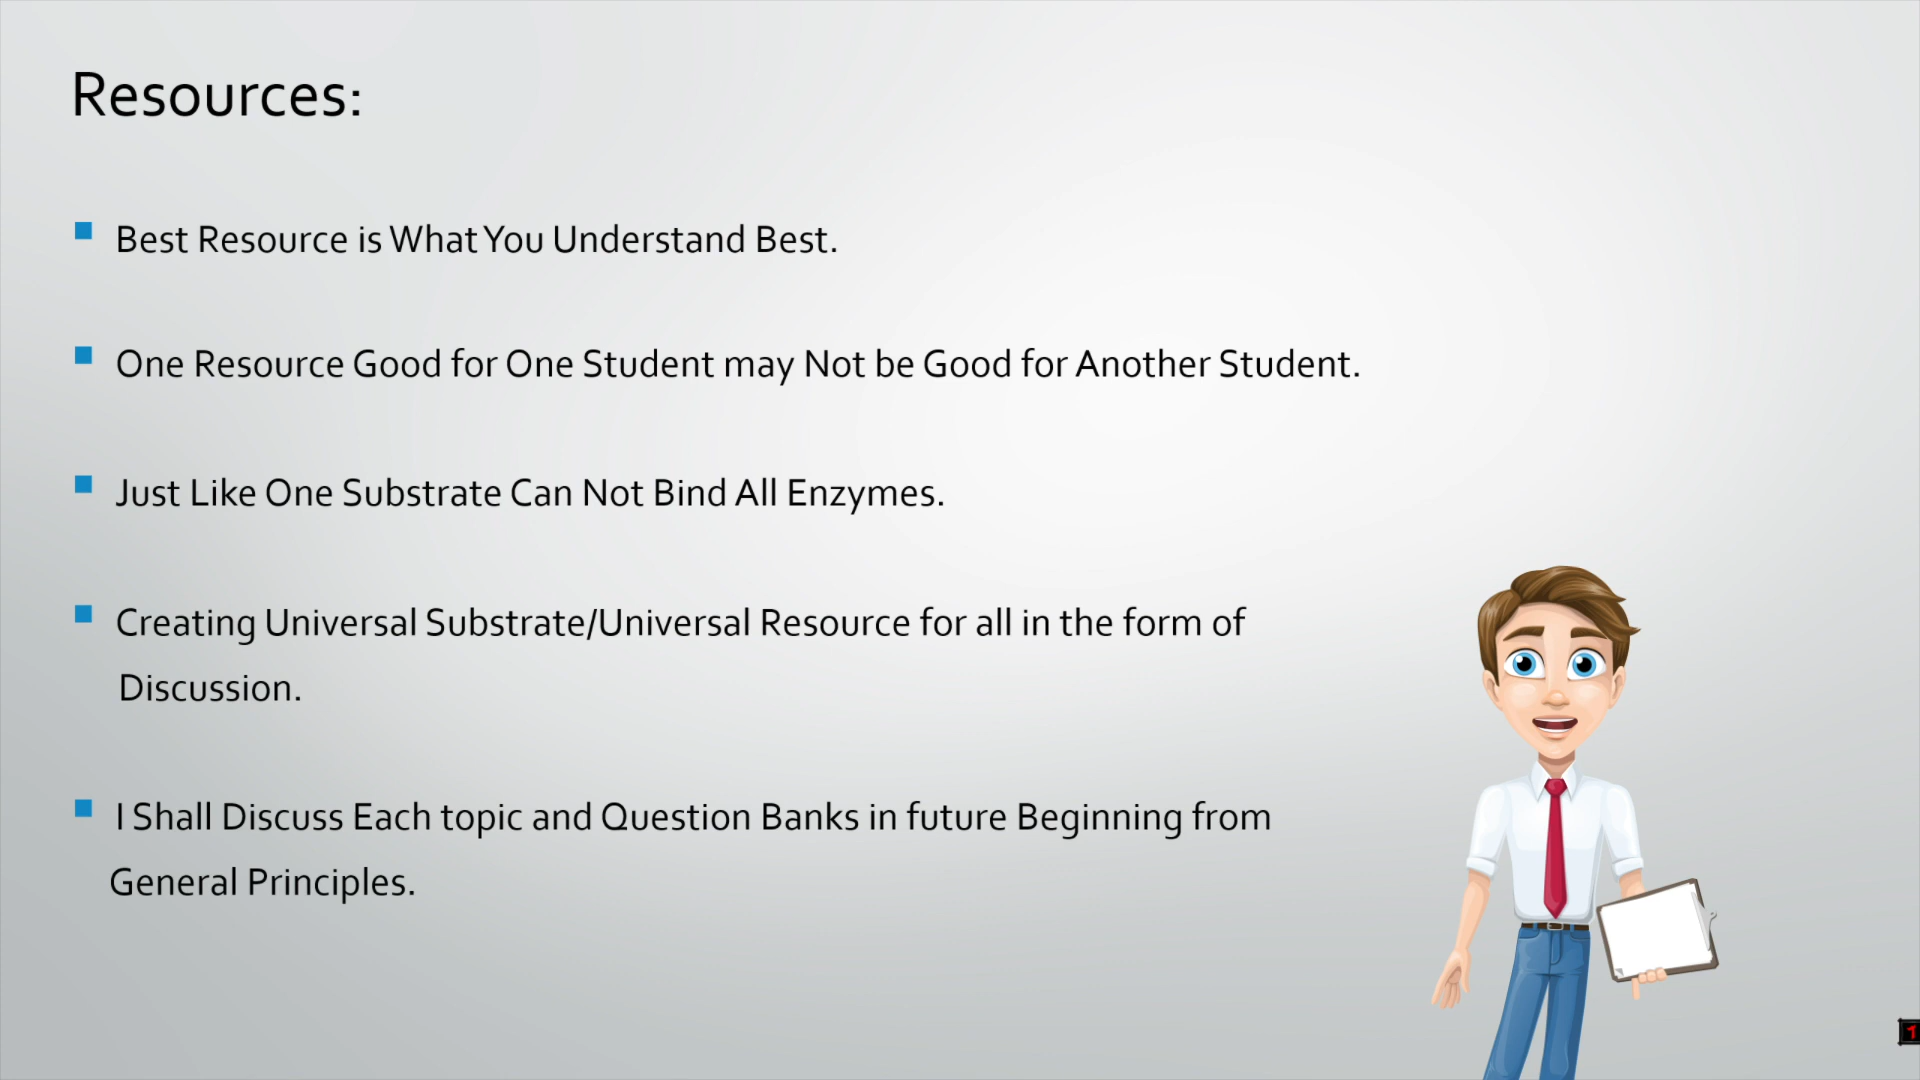 Resources:
Best Resource is What You Understand Best.
One Resource Good for One Student may Not be Good for Another Student.
Just Like One Substrate Can Not Bind All Enzymes.
Creating Universal Substrate/Universal Resource for all in the form of
Discussion.
I Shall Discuss Each topic and Question Banks in future Beginning from
General Principles.
1